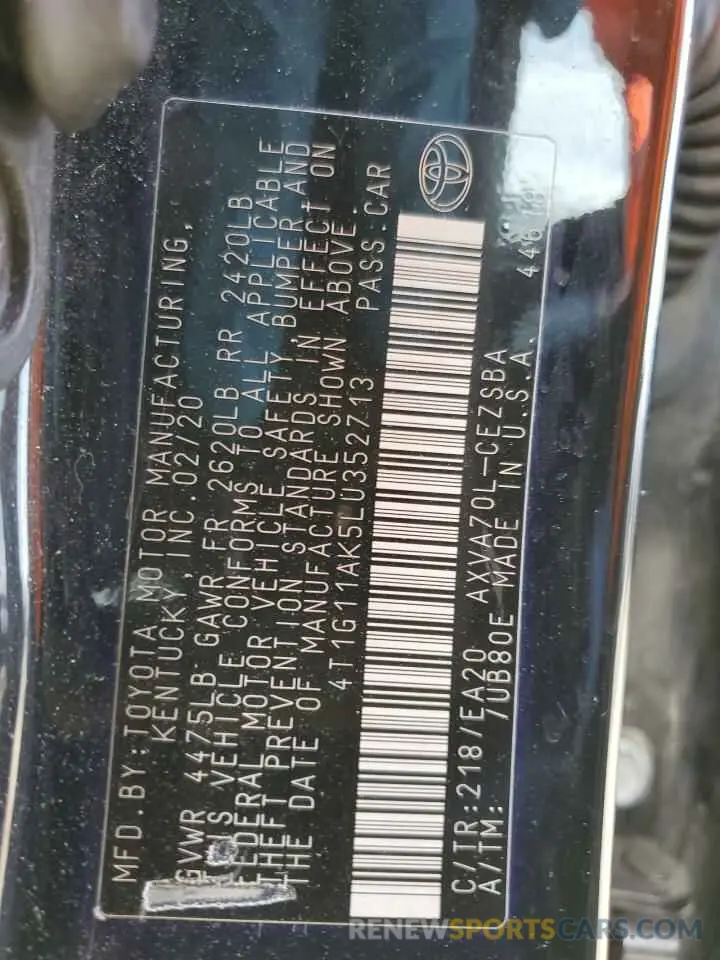 MFD. BY: TOYOTA MOTOR MANUFACTURING,
KENTUCKY, INC. 02/20
GVWR 4475LB GAWR FR 2620LB RR 2420LB
THIS VEHICLE CONFORMS TO ALL APPLICABLE
FEDERAL MOTOR VEHICLE SAFETY, BUMPER AND
THEFT PREVENTION STANDARDS IN EFFECT ON
THE DATE OF MANUFACTURE SHOWN ABOVE.
4T1G11AK5LU352713 PASS.CAR
C/TR:218/EA20 AXVA70L-CEZSBA
A/TM: /UB80E MADE IN U.S.A.
RENEWSPORTSCARS.COM